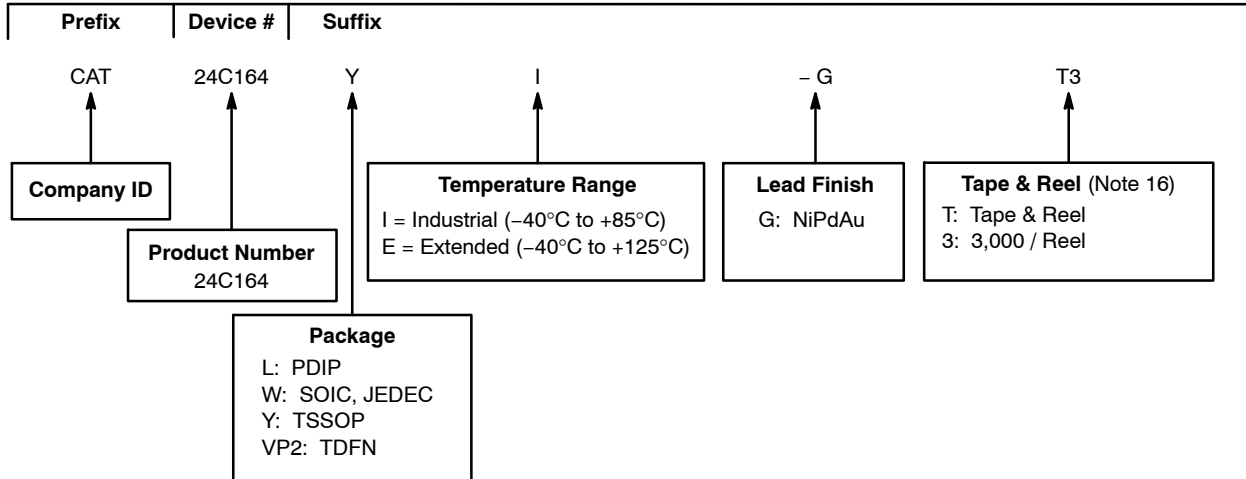 Prefix Device # Suffix
CAT 24C164 Y I – G T3
Company ID
Product Number
24C164
Package
L: PDIP
W: SOIC, JEDEC
Y: TSSOP
VP2: TDFN
Temperature Range
I = Industrial (−40°C to +85°C)
E = Extended (−40°C to +125°C)
Lead Finish
G: NiPdAu
Tape & Reel (Note 16)
T: Tape & Reel
3: 3,000 / Reel